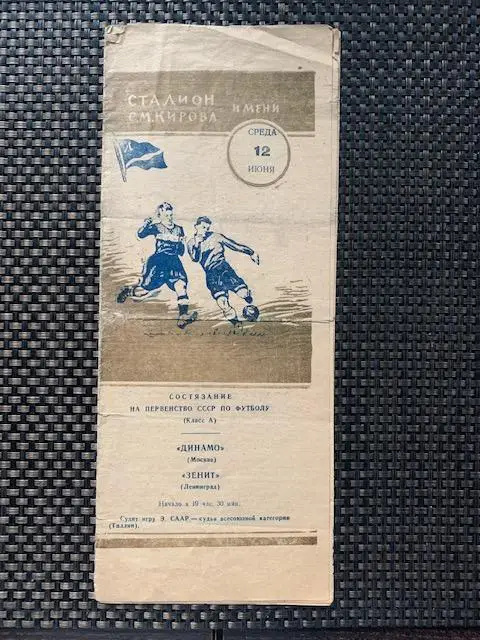 СТАДИОН ИМЕНИ
С.М.КИРОВА
СРЕДА
12
ИЮНЯ
СОСТЯЗАНИЕ
НА ПЕРВЕНСТВО СССР ПО ФУТБОЛУ
(Класс А)
«ДИНАМО»
(Москва)
«ЗЕНИТ»
(Ленинград)
Начало в 19 час. 30 мин.
Судит игру Э. СААР — судья всесоюзной категории
(Таллин)